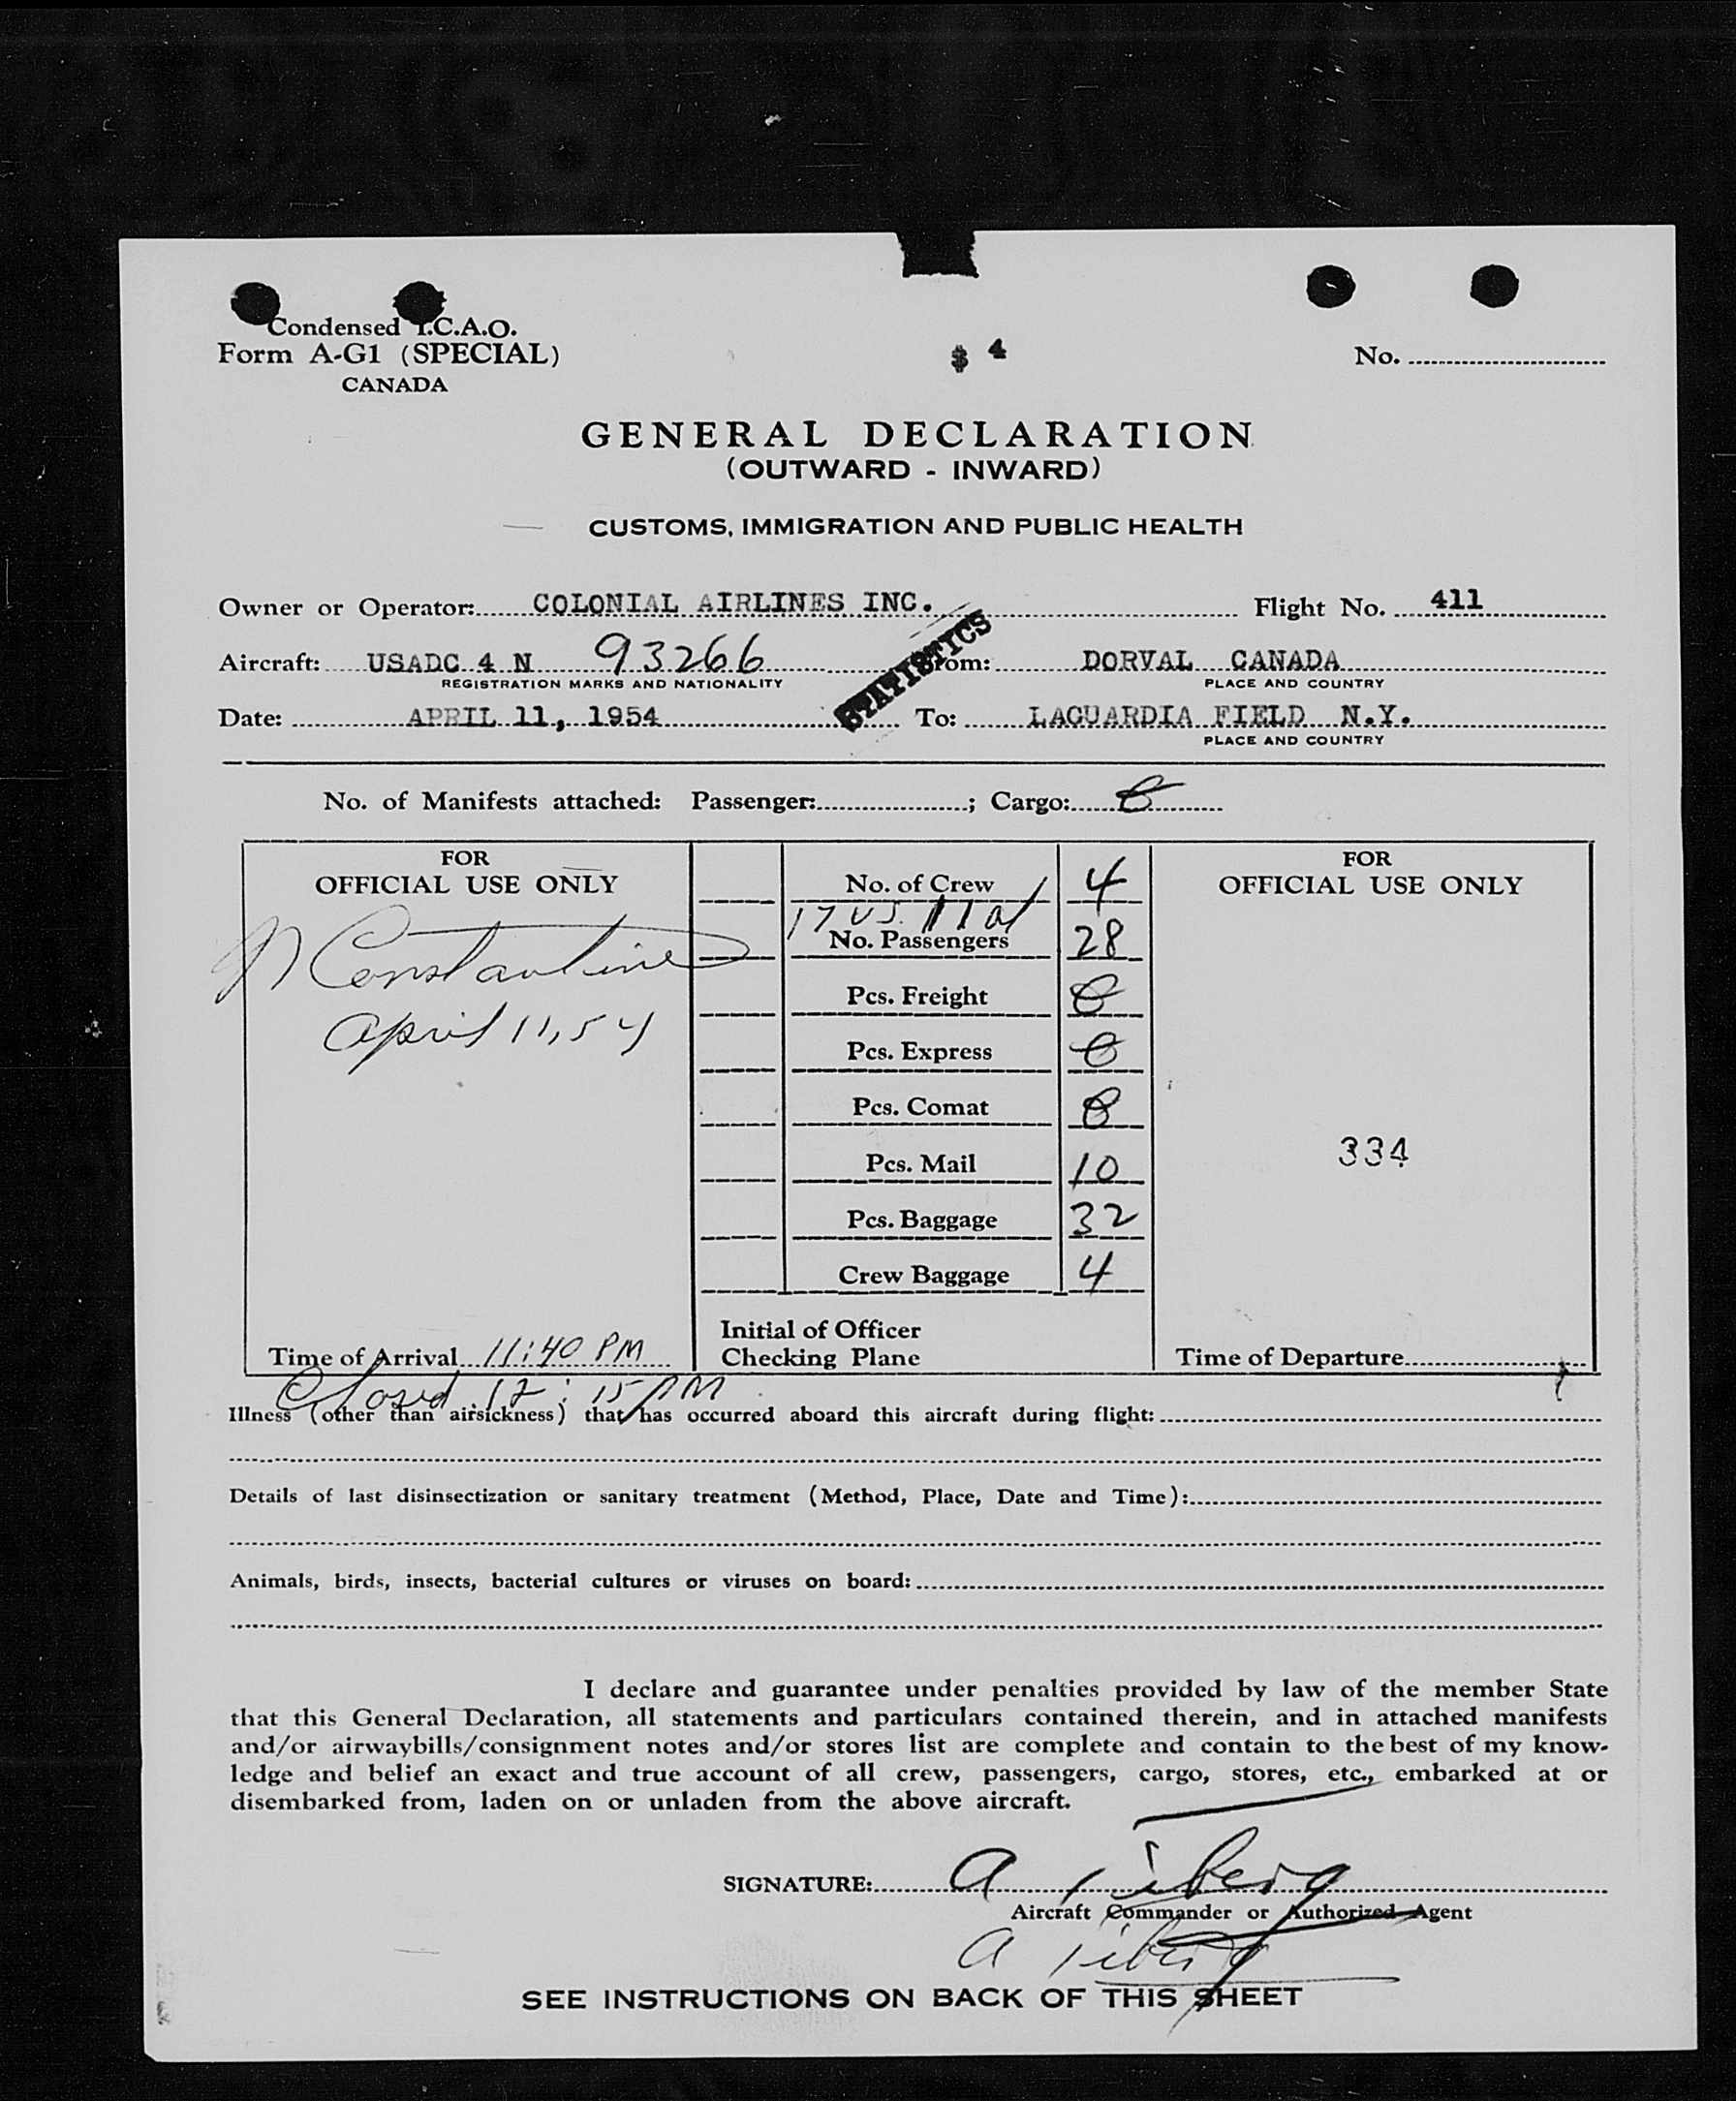 Condensed I.C.A.O.
Form A-G1 (SPECIAL)
CANADA
$ 4
No.
GENERAL DECLARATION
(OUTWARD - INWARD)
CUSTOMS, IMMIGRATION AND PUBLIC HEALTH
Owner or Operator: COLONIAL AIRLINES INC. Flight No. 411
STATISTICS
Aircraft: USADC 4 N 93266 From: DORVAL CANADA
REGISTRATION MARKS AND NATIONALITY PLACE AND COUNTRY
Date: APRIL 11, 1954 To: LAGUARDIA FIELD N.Y.
PLACE AND COUNTRY
No. of Manifests attached: Passenger: ; Cargo:
FOR
OFFICIAL USE ONLY
N Constantine
April 11, 54
Time of Arrival 11:40 PM
Closed 12:15 AM
No. of Crew 4
17 US. 11 al
No. Passengers 28
Pcs. Freight
Pcs. Express
Pcs. Comat
Pcs. Mail 10
Pcs. Baggage 32
Crew Baggage 4
Initial of Officer
Checking Plane
FOR
OFFICIAL USE ONLY
334
Time of Departure
Illness (other than airsickness) that has occurred aboard this aircraft during flight:
Details of last disinsectization or sanitary treatment (Method, Place, Date and Time):
Animals, birds, insects, bacterial cultures or viruses on board:
I declare and guarantee under penalties provided by law of the member State
that this General Declaration, all statements and particulars contained therein, and in attached manifests
and/or airwaybills/consignment notes and/or stores list are complete and contain to the best of my know-
ledge and belief an exact and true account of all crew, passengers, cargo, stores, etc., embarked at or
disembarked from, laden on or unladen from the above aircraft.
SIGNATURE: A
Aircraft Commander or Authorized Agent
A
SEE INSTRUCTIONS ON BACK OF THIS SHEET